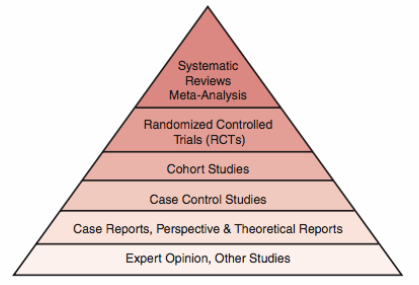 Systematic
Reviews
Meta-Analysis
Randomized Controlled
Trials (RCTs)
Cohort Studies
Case Control Studies
Case Reports, Perspective & Theoretical Reports
Expert Opinion, Other Studies